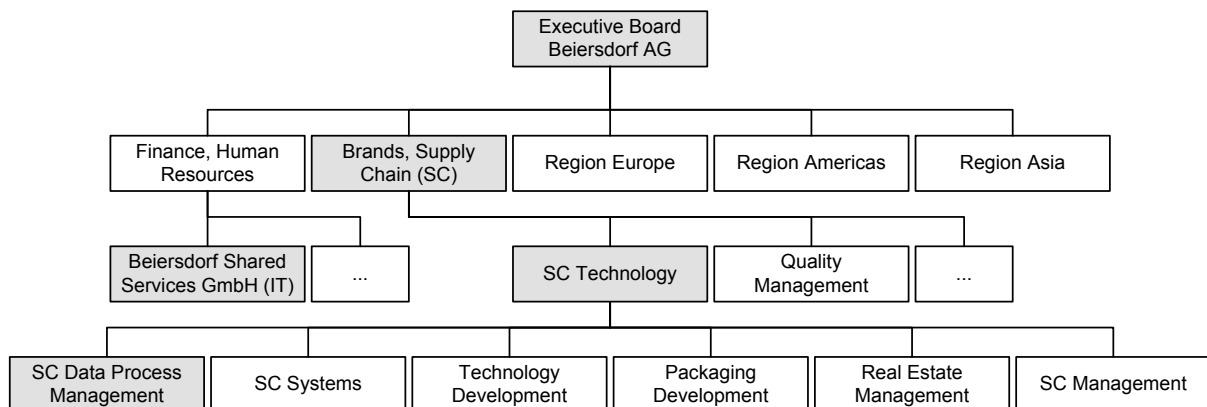 Executive Board
Beiersdorf AG
Finance, Human
Resources
Brands, Supply
Chain (SC)
Region Europe
Region Americas
Region Asia
Beiersdorf Shared
Services GmbH (IT)
...
SC Technology
Quality
Management
...
SC Data Process
Management
SC Systems
Technology
Development
Packaging
Development
Real Estate
Management
SC Management